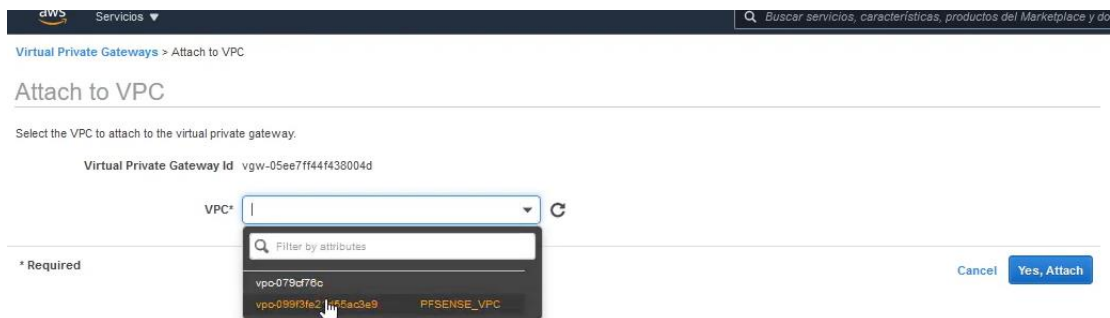 aws Servicios
Buscar servicios, características, productos del Marketplace y do
Virtual Private Gateways > Attach to VPC
Attach to VPC
Select the VPC to attach to the virtual private gateway.
Virtual Private Gateway Id vgw-05ee7ff44f438004d
VPC*
Filter by attributes
vpc-079cf76c
PFSENSE_VPC
* Required
Cancel Yes, Attach